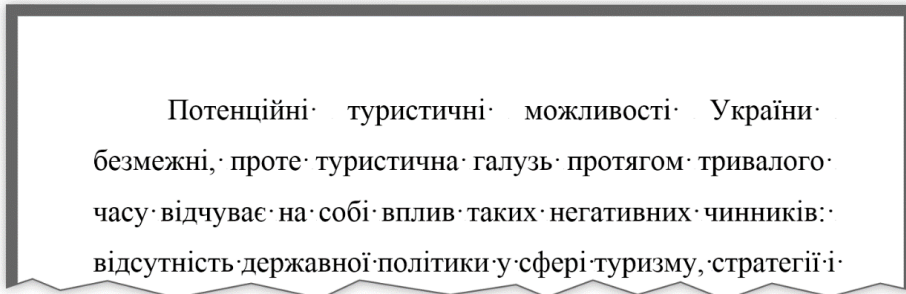 Потенційні туристичні можливості України
безмежні, проте туристична галузь протягом тривалого
часу відчуває на собі вплив таких негативних чинників:
відсутність державної політики у сфері туризму, стратегії і